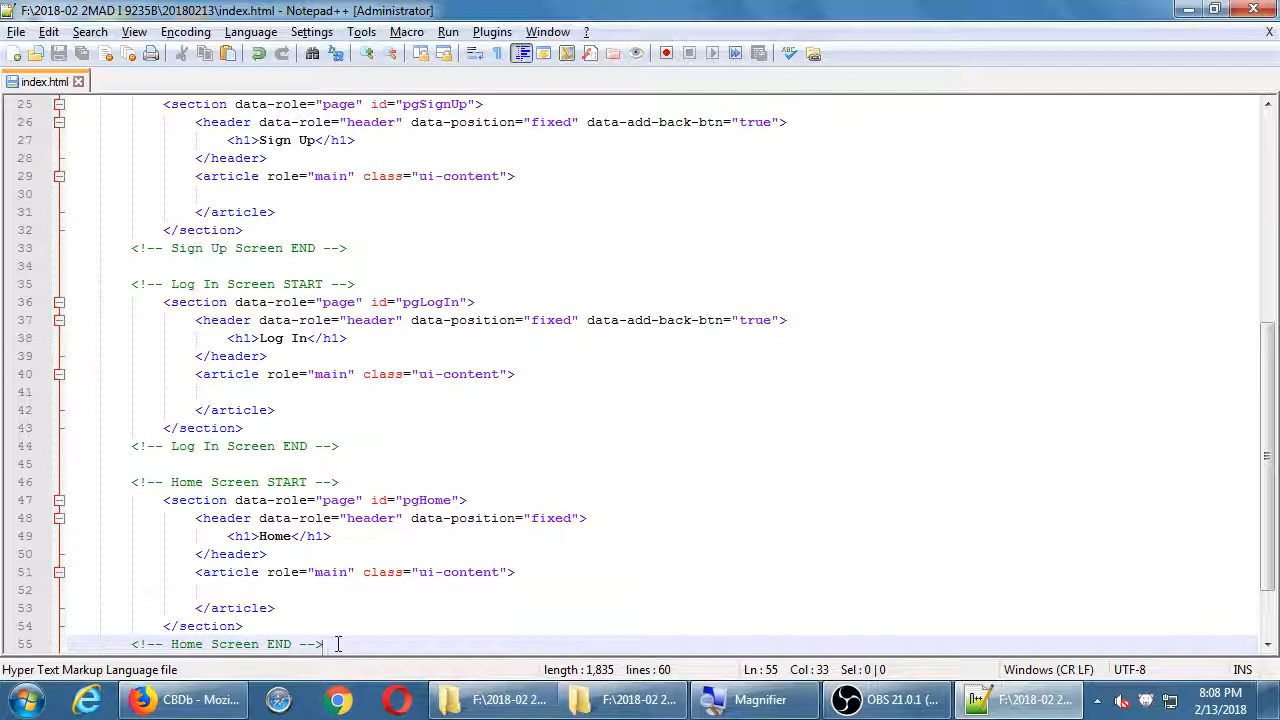 F:\2018-02 2MAD I 9235B\20180213\index.html - Notepad++ [Administrator]
File Edit Search View Encoding Language Settings Tools Macro Run Plugins Window ? X
index.html
25 <section data-role="page" id="pgSignUp">
26 <header data-role="header" data-position="fixed" data-add-back-btn="true">
27 <h1>Sign Up</h1>
28 </header>
29 <article role="main" class="ui-content">
30
31 </article>
32 </section>
33 <!-- Sign Up Screen END -->
34
35 <!-- Log In Screen START -->
36 <section data-role="page" id="pgLogIn">
37 <header data-role="header" data-position="fixed" data-add-back-btn="true">
38 <h1>Log In</h1>
39 </header>
40 <article role="main" class="ui-content">
41
42 </article>
43 </section>
44 <!-- Log In Screen END -->
45
46 <!-- Home Screen START -->
47 <section data-role="page" id="pgHome">
48 <header data-role="header" data-position="fixed">
49 <h1>Home</h1>
50 </header>
51 <article role="main" class="ui-content">
52
53 </article>
54 </section>
55 <!-- Home Screen END -->
Hyper Text Markup Language file length : 1,835 lines : 60 Ln : 55 Col : 33 Sel : 0 | 0 Windows (CR LF) UTF-8 INS
CBDb - Mozi... F:\2018-02 2... F:\2018-02 2... Magnifier OBS 21.0.1 (... F:\2018-02 2... 8:08 PM
2/13/2018